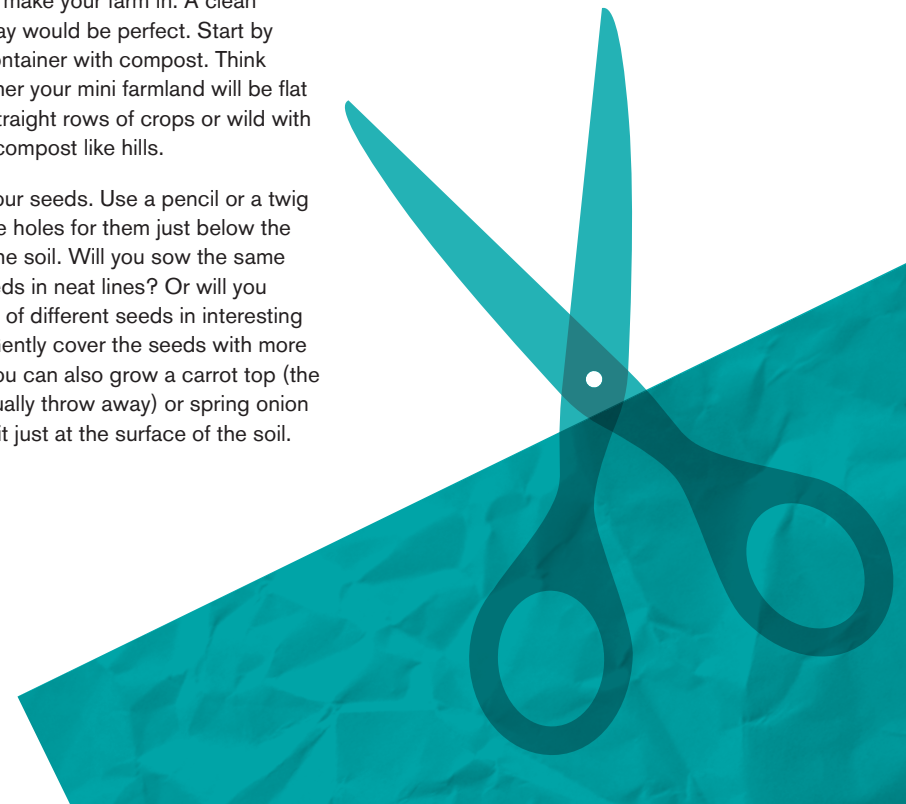 make your farm in. A clean
ay would be perfect. Start by
ontainer with compost. Think
her your mini farmland will be flat
traight rows of crops or wild with
compost like hills.
our seeds. Use a pencil or a twig
e holes for them just below the
he soil. Will you sow the same
ds in neat lines? Or will you
of different seeds in interesting
nently cover the seeds with more
ou can also grow a carrot top (the
ually throw away) or spring onion
it just at the surface of the soil.